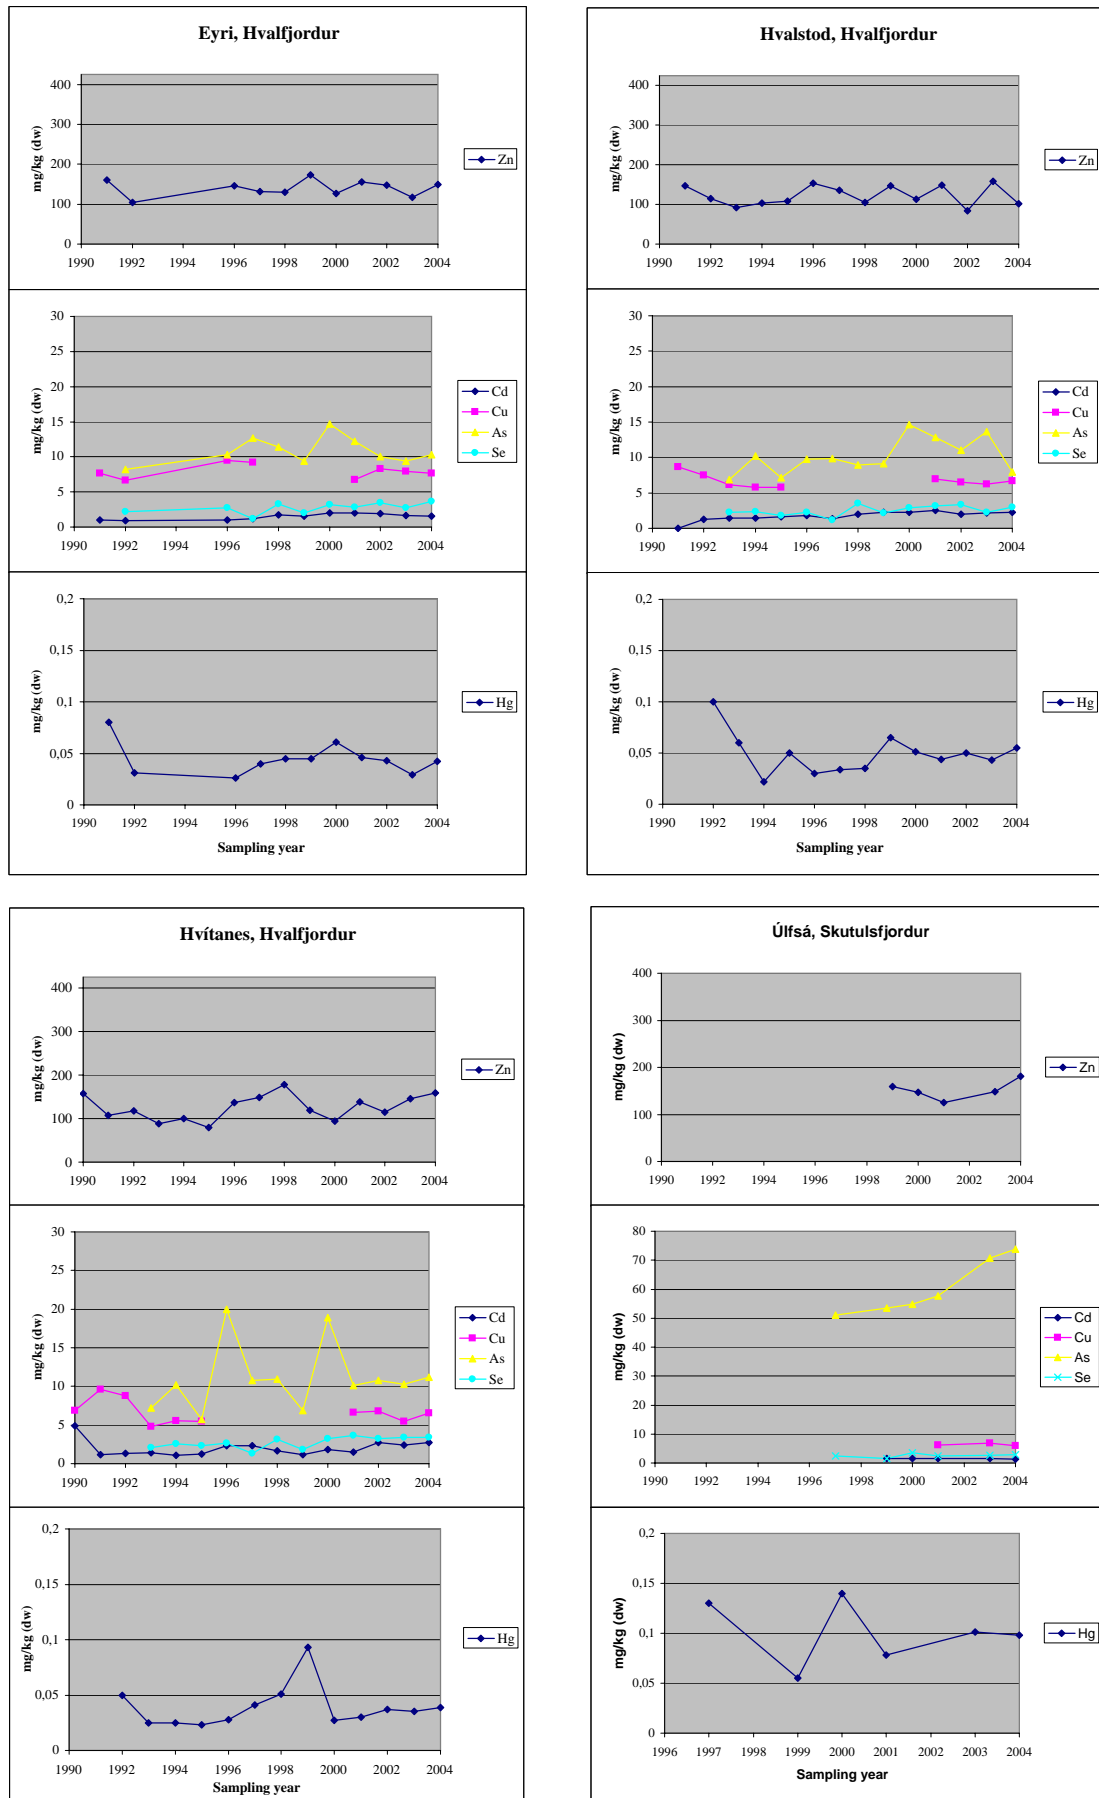 Eyri, Hvalfjordur
400
300
200
100
0
mg/kg (dw)
1990 1992 1994 1996 1998 2000 2002 2004
Zn
30
25
20
15
10
5
0
mg/kg (dw)
1990 1992 1994 1996 1998 2000 2002 2004
Cd
Cu
As
Se
0,2
0,15
0,1
0,05
0
mg/kg (dw)
1990 1992 1994 1996 1998 2000 2002 2004
Sampling year
Hg
Hvalstod, Hvalfjordur
400
300
200
100
0
mg/kg (dw)
1990 1992 1994 1996 1998 2000 2002 2004
Zn
30
25
20
15
10
5
0
mg/kg (dw)
1990 1992 1994 1996 1998 2000 2002 2004
Cd
Cu
As
Se
0,2
0,15
0,1
0,05
0
mg/kg (dw)
1990 1992 1994 1996 1998 2000 2002 2004
Sampling year
Hg
Hvítanes, Hvalfjordur
400
300
200
100
0
mg/kg (dw)
1990 1992 1994 1996 1998 2000 2002 2004
Zn
30
25
20
15
10
5
0
mg/kg (dw)
1990 1992 1994 1996 1998 2000 2002 2004
Cd
Cu
As
Se
0,2
0,15
0,1
0,05
0
mg/kg (dw)
1990 1992 1994 1996 1998 2000 2002 2004
Sampling year
Hg
Úlfsá, Skutulsfjordur
400
300
200
100
0
mg/kg (dw)
1990 1992 1994 1996 1998 2000 2002 2004
Zn
80
70
60
50
40
30
20
10
0
mg/kg (dw)
1990 1992 1994 1996 1998 2000 2002 2004
Cd
Cu
As
Se
0,2
0,15
0,1
0,05
0
mg/kg (dw)
1996 1997 1998 1999 2000 2001 2002 2003 2004
Sampling year
Hg